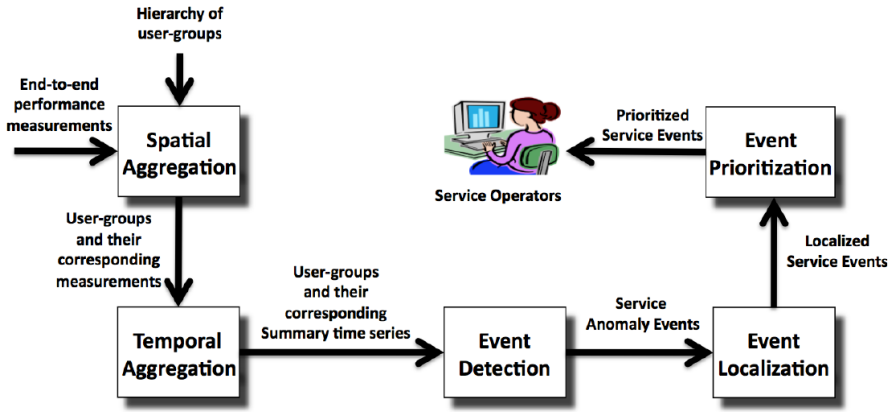 Hierarchy of
user-groups
End-to-end
performance
measurements
Spatial
Aggregation
User-groups
and their
corresponding
measurements
Temporal
Aggregation
User-groups
and their
corresponding
Summary time series
Event
Detection
Service
Anomaly Events
Event
Localization
Localized
Service Events
Event
Prioritization
Prioritized
Service Events
Service Operators